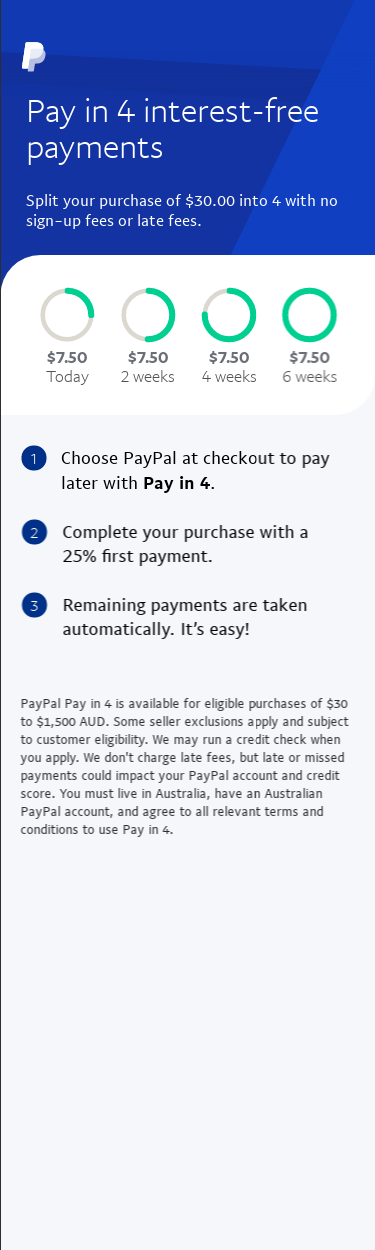 Pay in 4 interest-free
payments
Split your purchase of $30.00 into 4 with no
sign-up fees or late fees.
$7.50 $7.50 $7.50 $7.50
Today 2 weeks 4 weeks 6 weeks
1 Choose PayPal at checkout to pay
later with Pay in 4.
2 Complete your purchase with a
25% first payment.
3 Remaining payments are taken
automatically. It's easy!
PayPal Pay in 4 is available for eligible purchases of $30
to $1,500 AUD. Some seller exclusions apply and subject
to customer eligibility. We may run a credit check when
you apply. We don't charge late fees, but late or missed
payments could impact your PayPal account and credit
score. You must live in Australia, have an Australian
PayPal account, and agree to all relevant terms and
conditions to use Pay in 4.